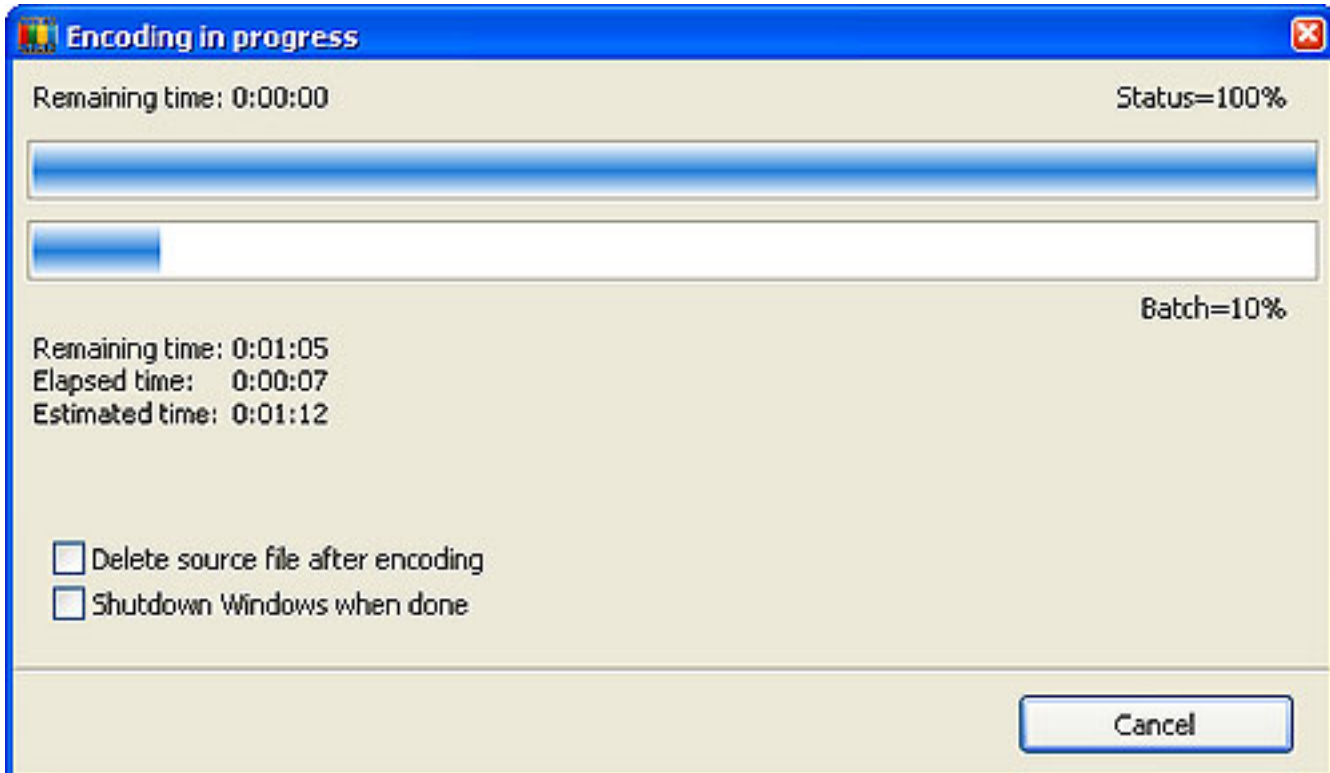 Encoding in progress
Remaining time: 0:00:00 Status=100%
Batch=10%
Remaining time: 0:01:05
Elapsed time: 0:00:07
Estimated time: 0:01:12
Delete source file after encoding
Shutdown Windows when done
Cancel